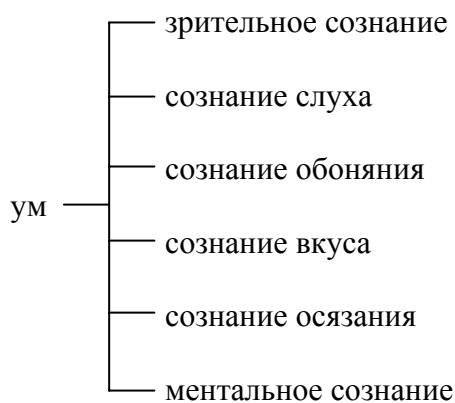 зрительное сознание
сознание слуха
сознание обоняния
ум
сознание вкуса
сознание осязания
ментальное сознание